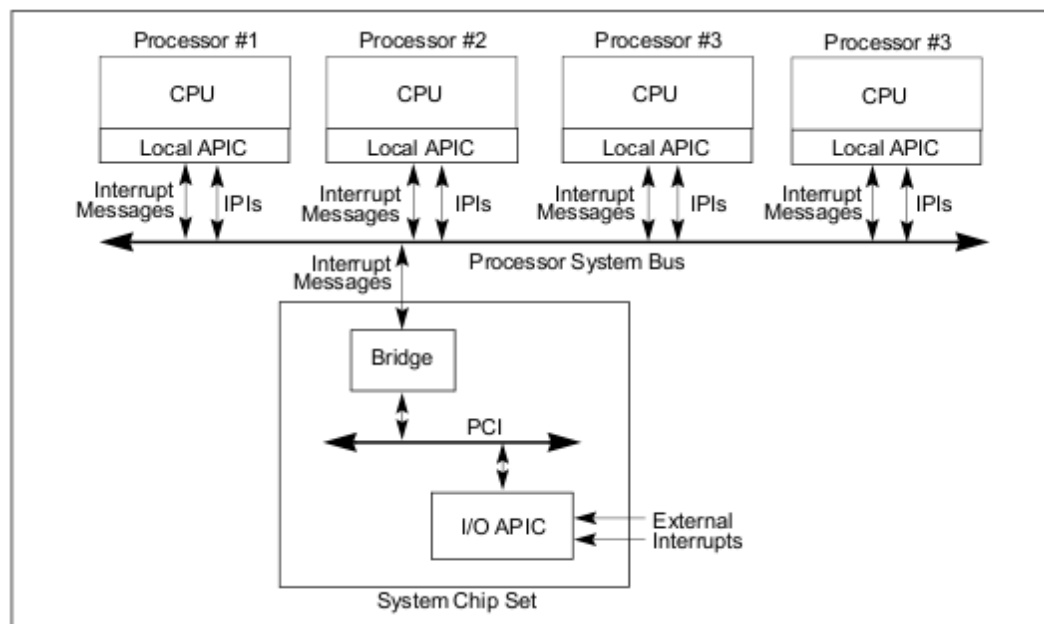 Processor #1
Processor #2
Processor #3
Processor #3
CPU
CPU
CPU
CPU
Local APIC
Local APIC
Local APIC
Local APIC
Interrupt
Messages
IPIs
Interrupt
Messages
IPIs
Interrupt
Messages
IPIs
Interrupt
Messages
IPIs
Interrupt
Messages
Processor System Bus
Bridge
PCI
I/O APIC
External
Interrupts
System Chip Set